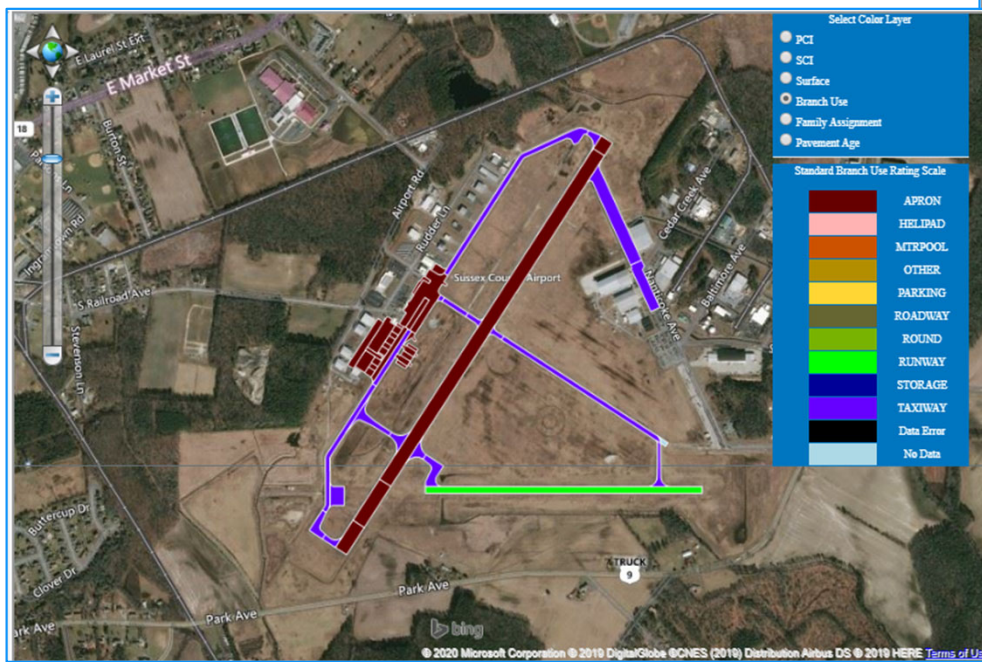 bing
E Laurel St Ext
E Market St
18
Burton St
Ingram
Rd
S Railroad Ave
Stevenson Ln
Airport Rd
Rudder Ln
Sussex County Airport
Cedar Creek Ave
Baltimore Ave
Nanticoke Ave
Buttercup Dr
Clover Dr
Park Ave
Park Ave
TRUCK
9
bing
© 2020 Microsoft Corporation © 2019 DigitalGlobe ©CNES (2019) Distribution Airbus DS © 2019 HERE Terms of Us
Select Color Layer
PCI
SCI
Surface
Branch Use
Family Assignment
Pavement Age
Standard Branch Use Rating Scale
APRON
HELIPAD
MTRPOOL
OTHER
PARKING
ROADWAY
ROUND
RUNWAY
STORAGE
TAXIWAY
Data Error
No Data